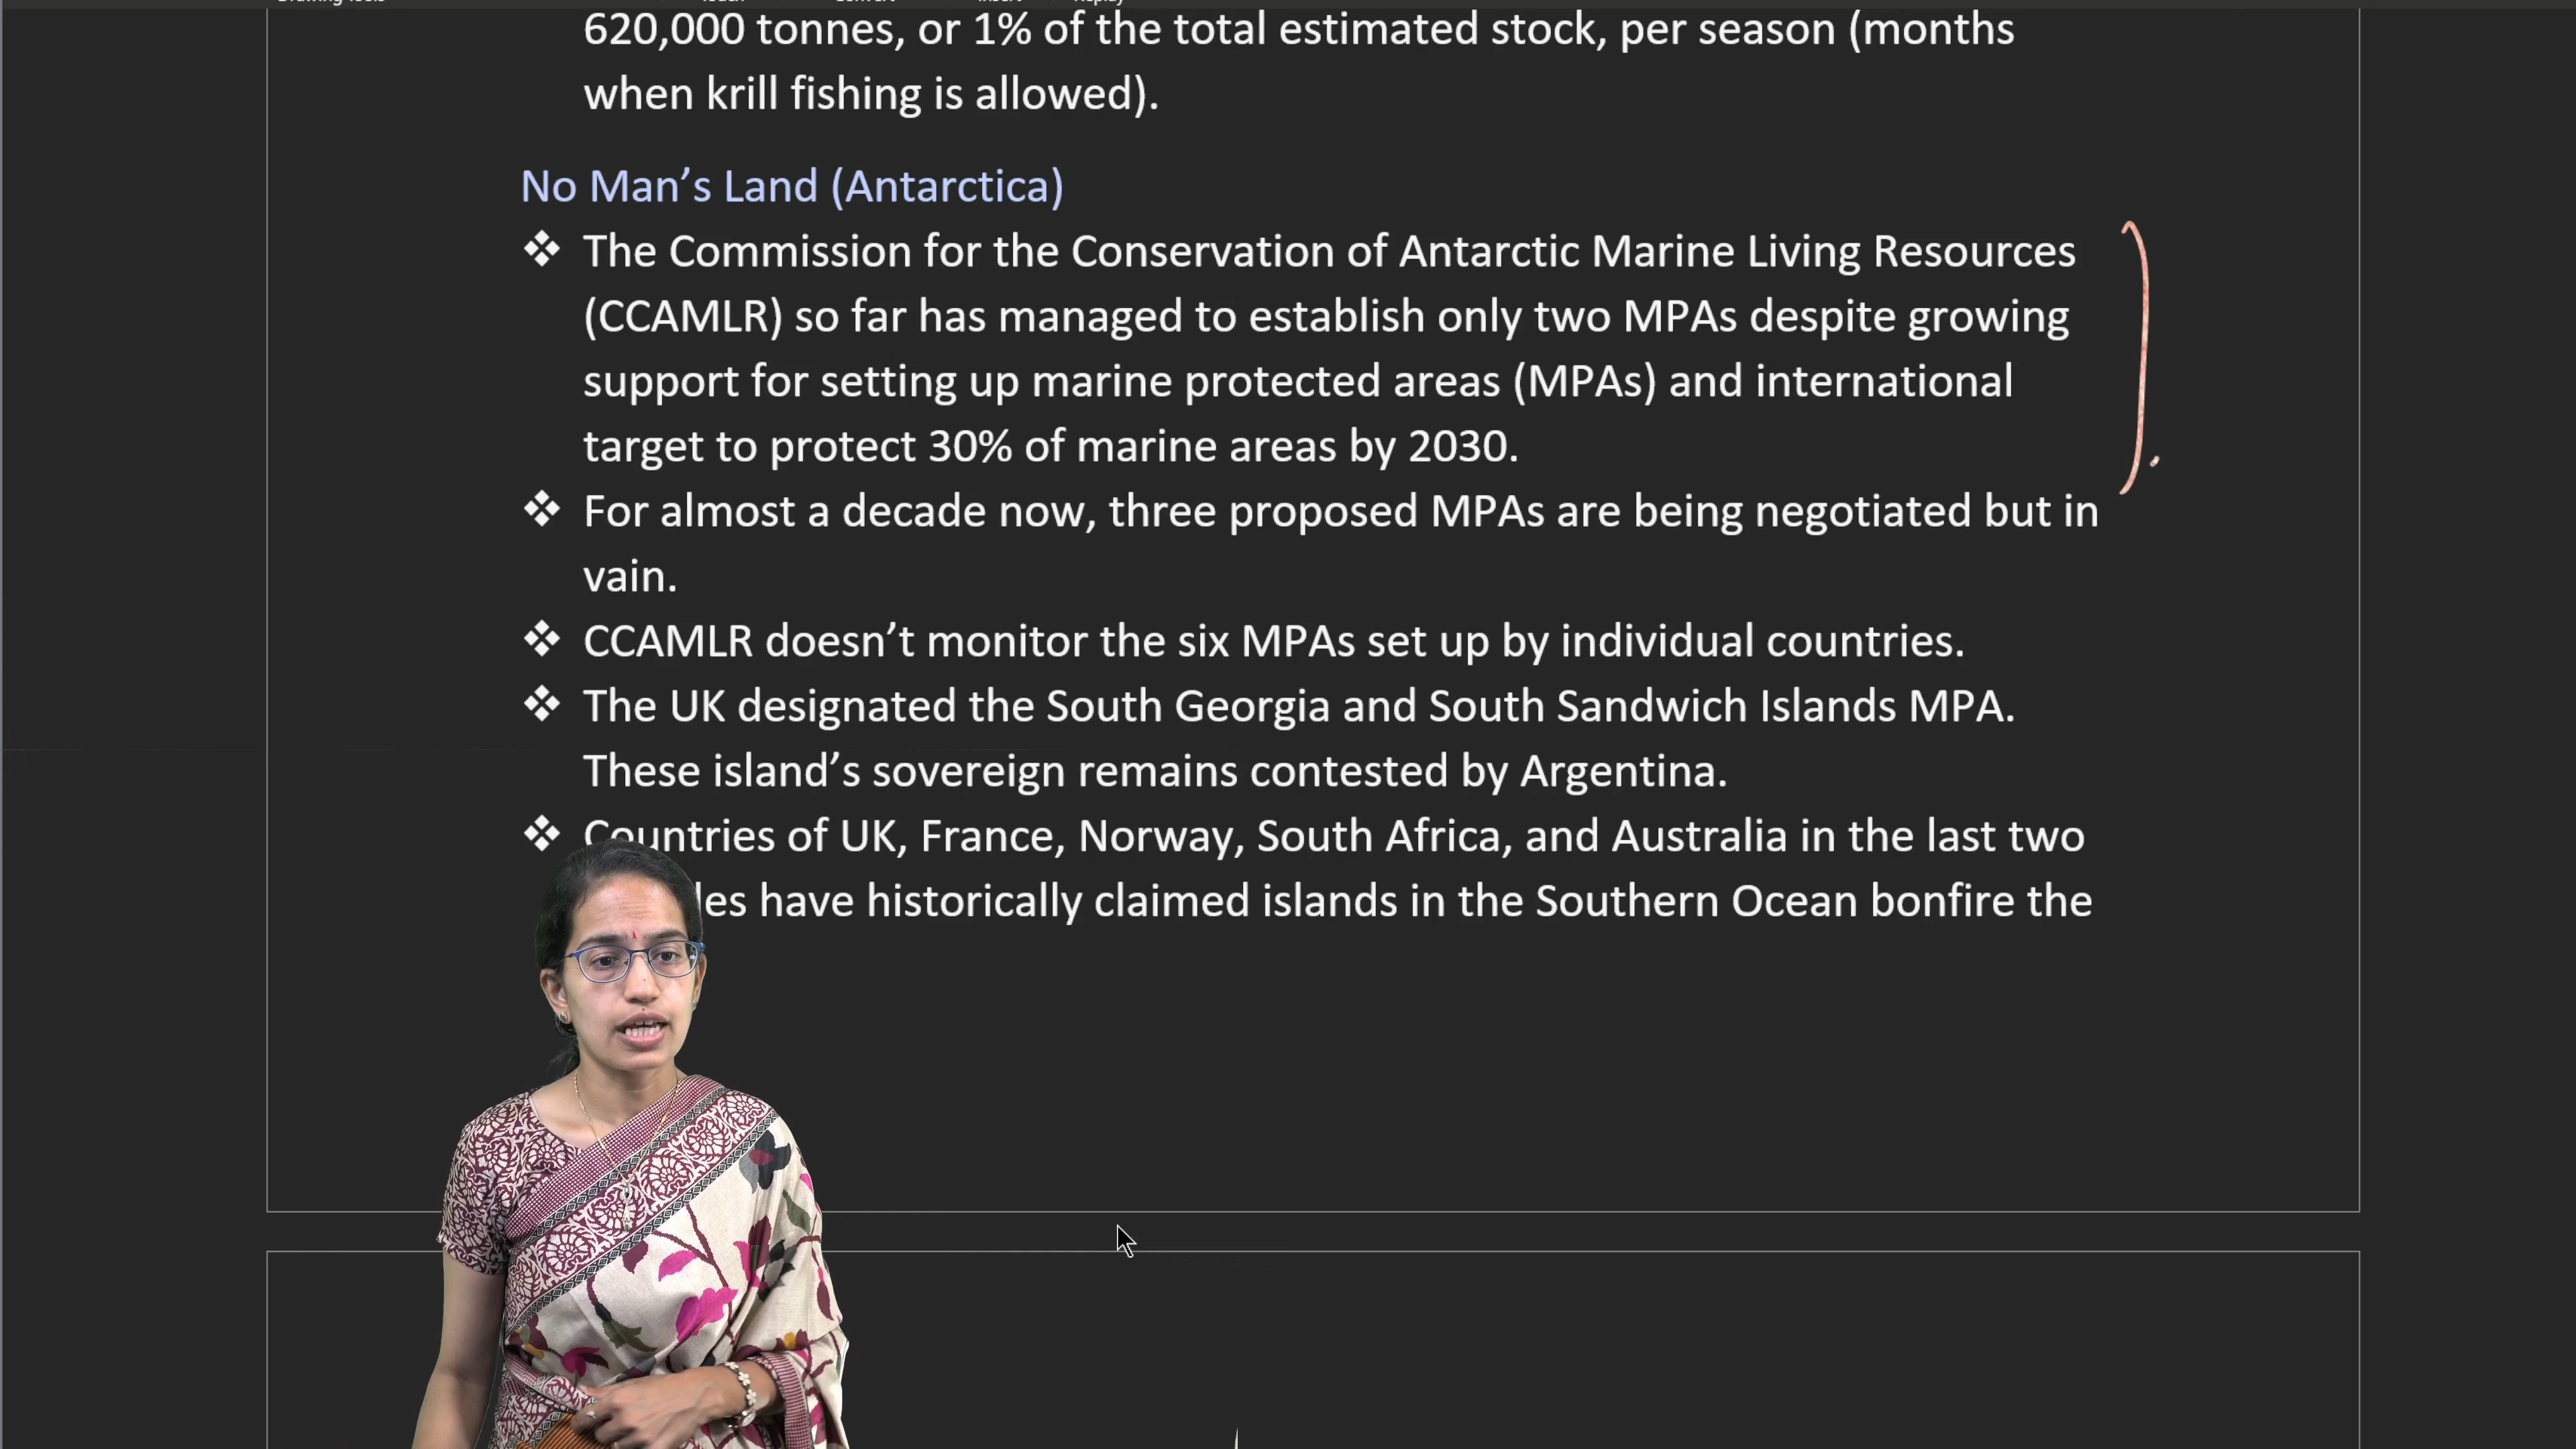 620,000 tonnes, or 1% of the total estimated stock, per season (months
when krill fishing is allowed).
No Man’s Land (Antarctica)
❖ The Commission for the Conservation of Antarctic Marine Living Resources
(CCAMLR) so far has managed to establish only two MPAs despite growing
support for setting up marine protected areas (MPAs) and international
target to protect 30% of marine areas by 2030.
❖ For almost a decade now, three proposed MPAs are being negotiated but in
vain.
❖ CCAMLR doesn’t monitor the six MPAs set up by individual countries.
❖ The UK designated the South Georgia and South Sandwich Islands MPA.
These island’s sovereign remains contested by Argentina.
❖ Countries of UK, France, Norway, South Africa, and Australia in the last two
have historically claimed islands in the Southern Ocean bonfire the